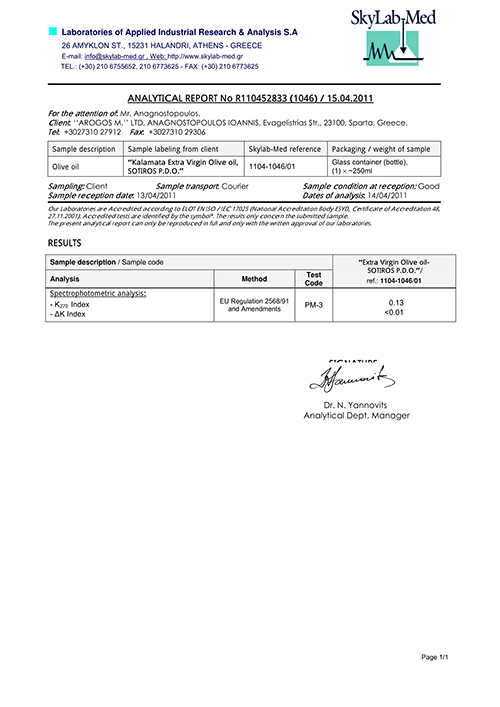 SkyLab-Med
Laboratories of Applied Industrial Research & Analysis S.A
26 AMYKLON ST., 15231 HALANDRI, ATHENS - GREECE
E-mail: info@skylab-med.gr , Web: http://www.skylab-med.gr
TEL.: (+30) 210 6755652, 210 6773625 - FAX: (+30) 210 6773625
ANALYTICAL REPORT No R110452833 (1046) / 15.04.2011
For the attention of: Mr. Anagnostopoulos.
Client: ''AROGOS M.'' LTD, ANAGNOSTOPOULOS IOANNIS, Evagelistrias Str., 23100, Sparta, Greece.
Tel: +3027310 27912 Fax: +3027310 29306
Sample description Sample labeling from client Skylab-Med reference Packaging / weight of sample
Olive oil "Kalamata Extra Virgin Olive oil, SOTIROS P.D.O." 1104-1046/01 Glass container (bottle), (1) × ~250ml
Sampling: Client Sample transport: Courier Sample condition at reception: Good
Sample reception date: 13/04/2011 Dates of analysis: 14/04/2011
Our Laboratories are Accredited according to ELOT EN ISO / IEC 17025 (National Accreditation Body ESYD, Certificate of Accreditation 48,
27.11.2001). Accredited tests are identified by the symbol*. The results only concern the submitted sample.
The present analytical report can only be reproduced in full and only with the written approval of our laboratories.
RESULTS
Sample description / Sample code "Extra Virgin Olive oil-
SOTIROS P.D.O."/
ref.: 1104-1046/01
Analysis Method Test Code
Spectrophotometric analysis:
- K270 Index EU Regulation 2568/91 and Amendments PM-3 0.13
- ΔK Index <0.01
SIGNATURE
Dr. N. Yannovits
Analytical Dept. Manager
Page 1/1